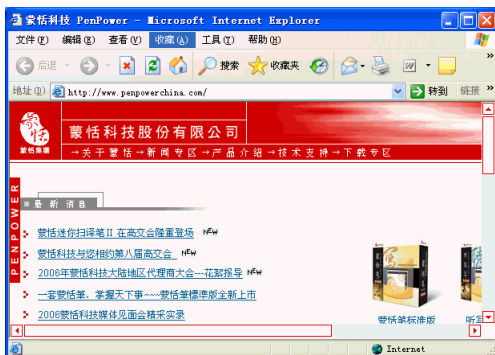 蒙恬科技 PenPower - Microsoft Internet Explorer
文件(F) 编辑(E) 查看(V) 收藏(A) 工具(T) 帮助(H)
后退 搜索 收藏夹
地址(D) http://www.penpowerchina.com/ 转到 链接
蒙恬科技股份有限公司
蒙恬集團
→关于蒙恬→新闻专区→产品介绍→技术支持→下载专区
PENPOWER
最新消息
蒙恬迷你扫译笔II 在高交会隆重登场 NEW
蒙恬科技与您相约第八届高交会 NEW
2006年蒙恬科技大陆地区代理商大会---花絮报导 NEW
一套蒙恬筆、掌握天下事~~~蒙恬筆標準版全新上市
2006蒙恬科技媒体见面会精采实录
蒙恬笔标准版
Internet